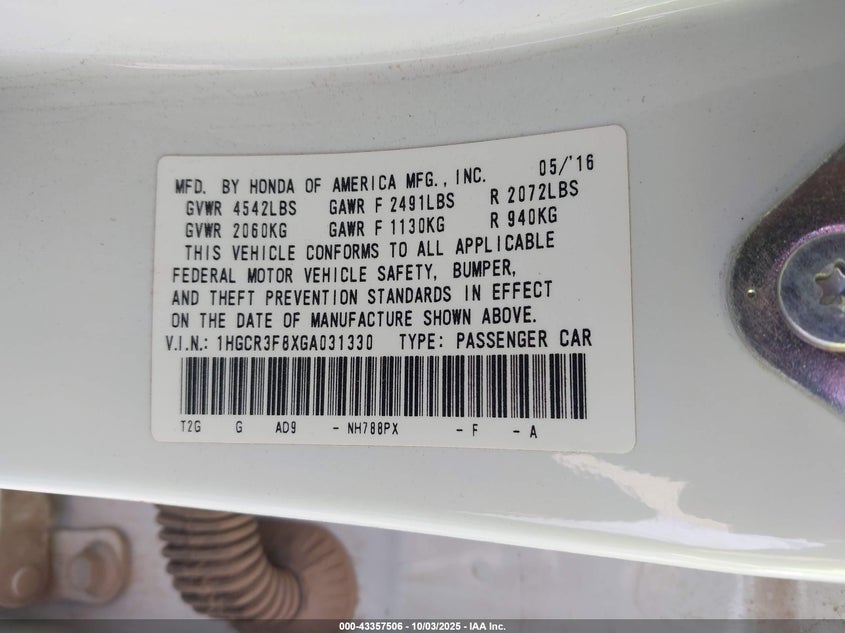 MFD. BY HONDA OF AMERICA MFG., INC. 05/'16
GVWR 4542LBS GAWR F 2491LBS R 2072LBS
GVWR 2060KG GAWR F 1130KG R 940KG
THIS VEHICLE CONFORMS TO ALL APPLICABLE
FEDERAL MOTOR VEHICLE SAFETY, BUMPER,
AND THEFT PREVENTION STANDARDS IN EFFECT
ON THE DATE OF MANUFACTURE SHOWN ABOVE.
V.I.N.: 1HGCR3F8XGA031330 TYPE: PASSENGER CAR
T2G G AD9 - NH788PX - F - A
000-43357506 - 10/03/2025 - IAA Inc.